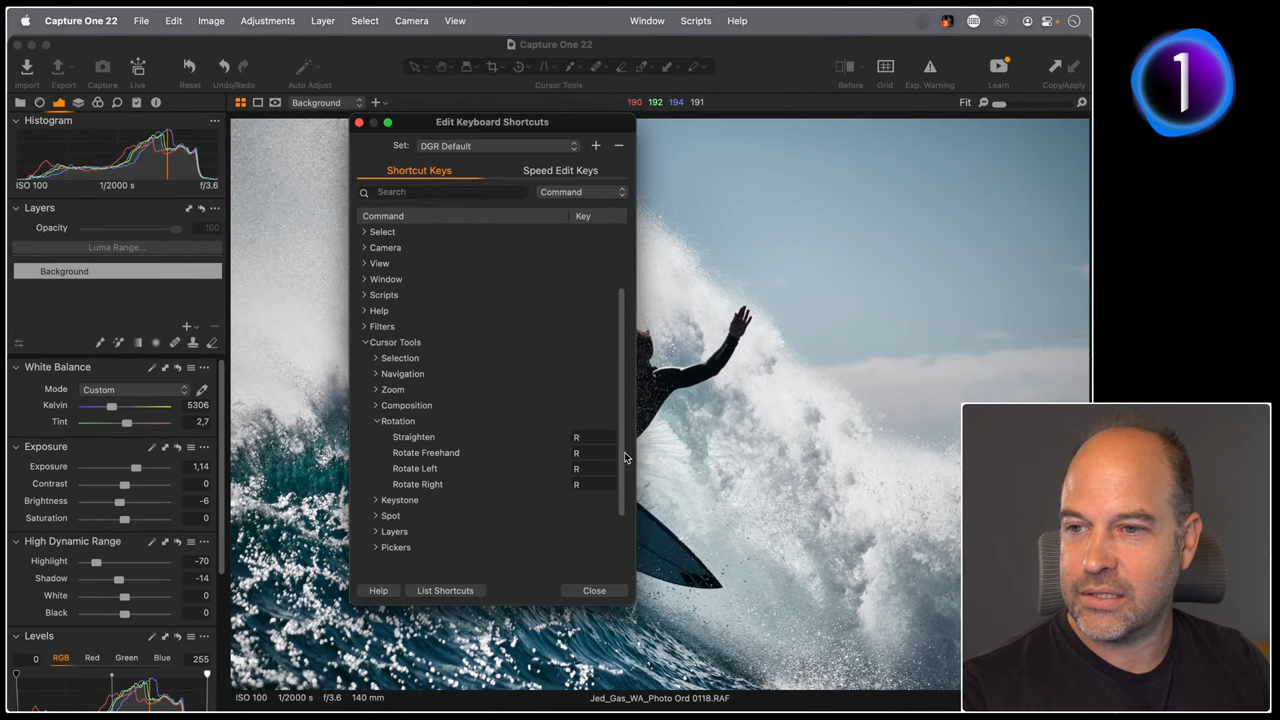 Capture One 22 File Edit Image Adjustments Layer Select Camera View Window Scripts Help
Capture One 22
Import Export Capture Live Reset Undo/Redo Auto Adjust Cursor Tools Before Grid Exp. Warning Learn Copy/Apply
Background 190 192 194 191 Fit
Histogram
ISO 100 1/2000 s f/3.6
Layers
Opacity 100
Luma Range...
Background
White Balance
Mode Custom
Kelvin 5306
Tint 2,7
Exposure
Exposure 1,14
Contrast 0
Brightness -6
Saturation 0
High Dynamic Range
Highlight -70
Shadow -14
White 0
Black 0
Levels
0 RGB Red Green Blue 255
Edit Keyboard Shortcuts
Set: DGR Default
Shortcut Keys Speed Edit Keys
Search Command
Command Key
Select
Camera
View
Window
Scripts
Help
Filters
Cursor Tools
Selection
Navigation
Zoom
Composition
Rotation
Straighten R
Rotate Freehand R
Rotate Left R
Rotate Right R
Keystone
Spot
Layers
Pickers
Help List Shortcuts Close
ISO 100 1/2000 s f/3.6 140 mm Jed_Gas_WA_Photo Ord 0118.RAF
1